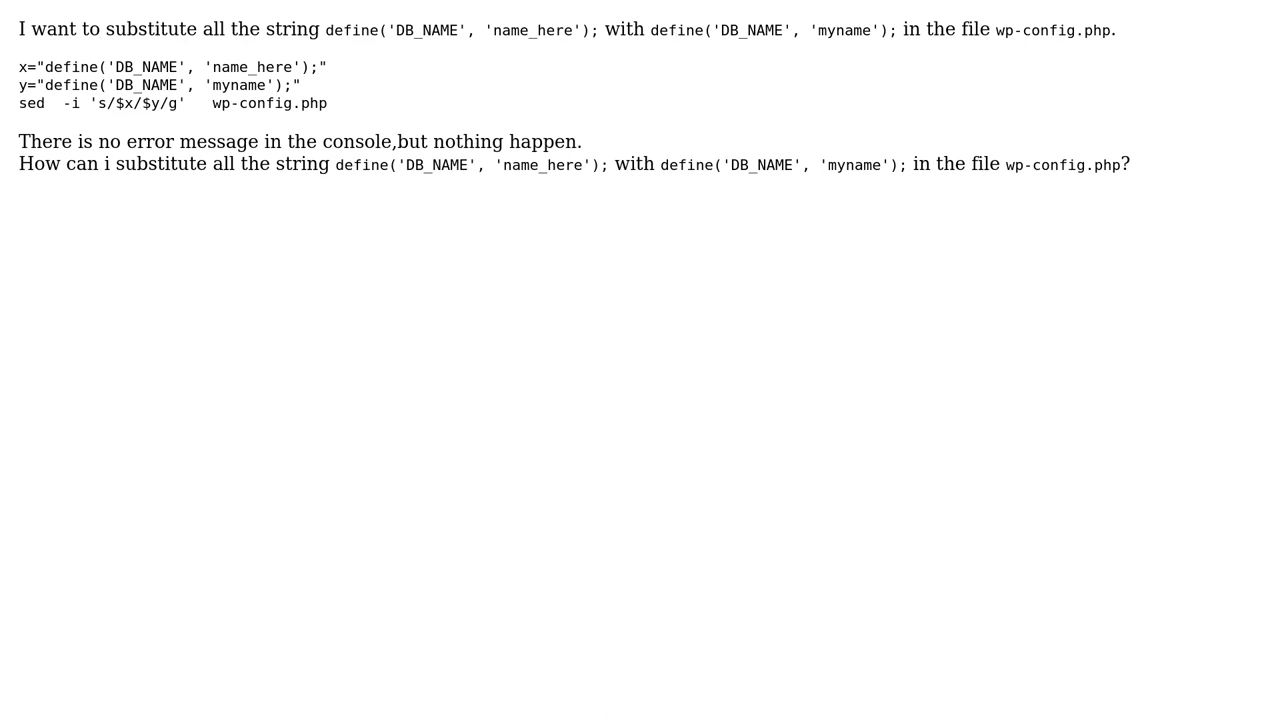 I want to substitute all the string define('DB_NAME', 'name_here'); with define('DB_NAME', 'myname'); in the file wp-config.php.
x="define('DB_NAME', 'name_here');"
y="define('DB_NAME', 'myname');"
sed  -i 's/$x/$y/g'   wp-config.php
There is no error message in the console,but nothing happen.
How can i substitute all the string define('DB_NAME', 'name_here'); with define('DB_NAME', 'myname'); in the file wp-config.php?